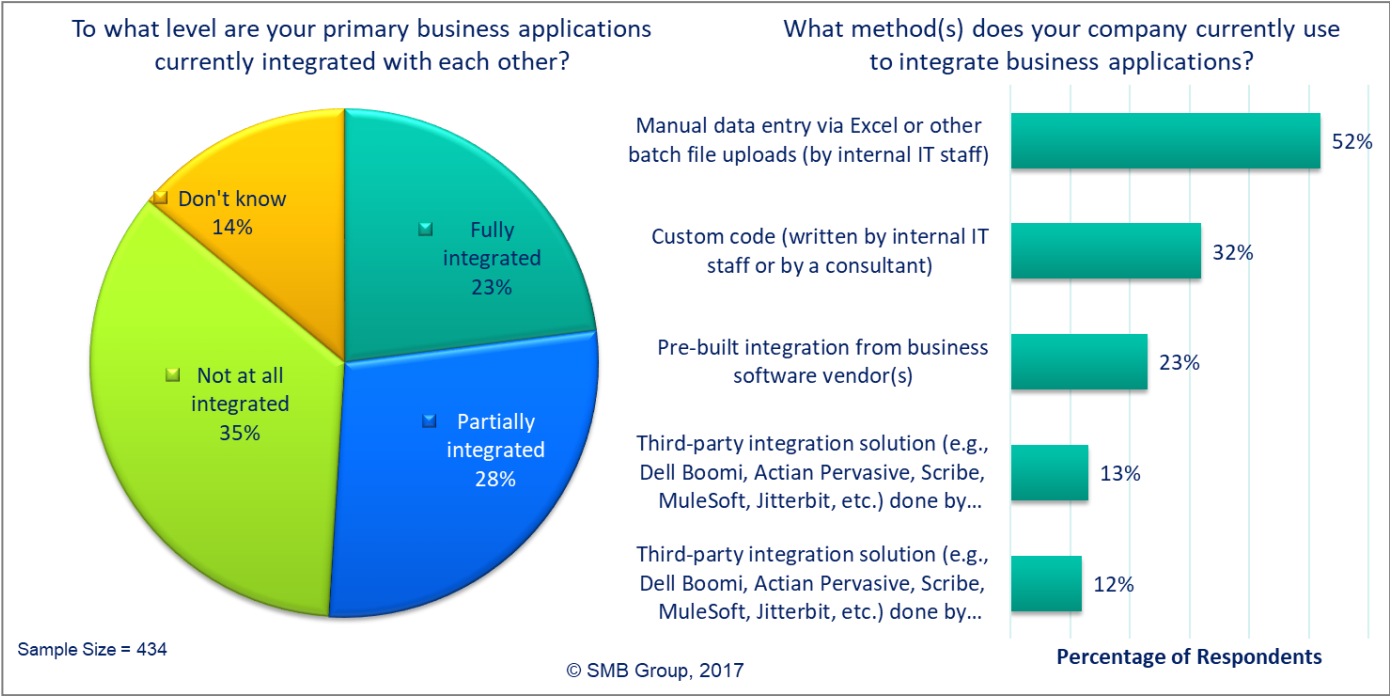 To what level are your primary business applications
currently integrated with each other?
Don't know
14%
Fully
integrated
23%
Not at all
integrated
35%
Partially
integrated
28%
Sample Size = 434
What method(s) does your company currently use
to integrate business applications?
Manual data entry via Excel or other
batch file uploads (by internal IT staff)
52%
Custom code (written by internal IT
staff or by a consultant)
32%
Pre-built integration from business
software vendor(s)
23%
Third-party integration solution (e.g.,
Dell Boomi, Actian Pervasive, Scribe,
MuleSoft, Jitterbit, etc.) done by…
13%
Third-party integration solution (e.g.,
Dell Boomi, Actian Pervasive, Scribe,
MuleSoft, Jitterbit, etc.) done by…
12%
Percentage of Respondents
© SMB Group, 2017